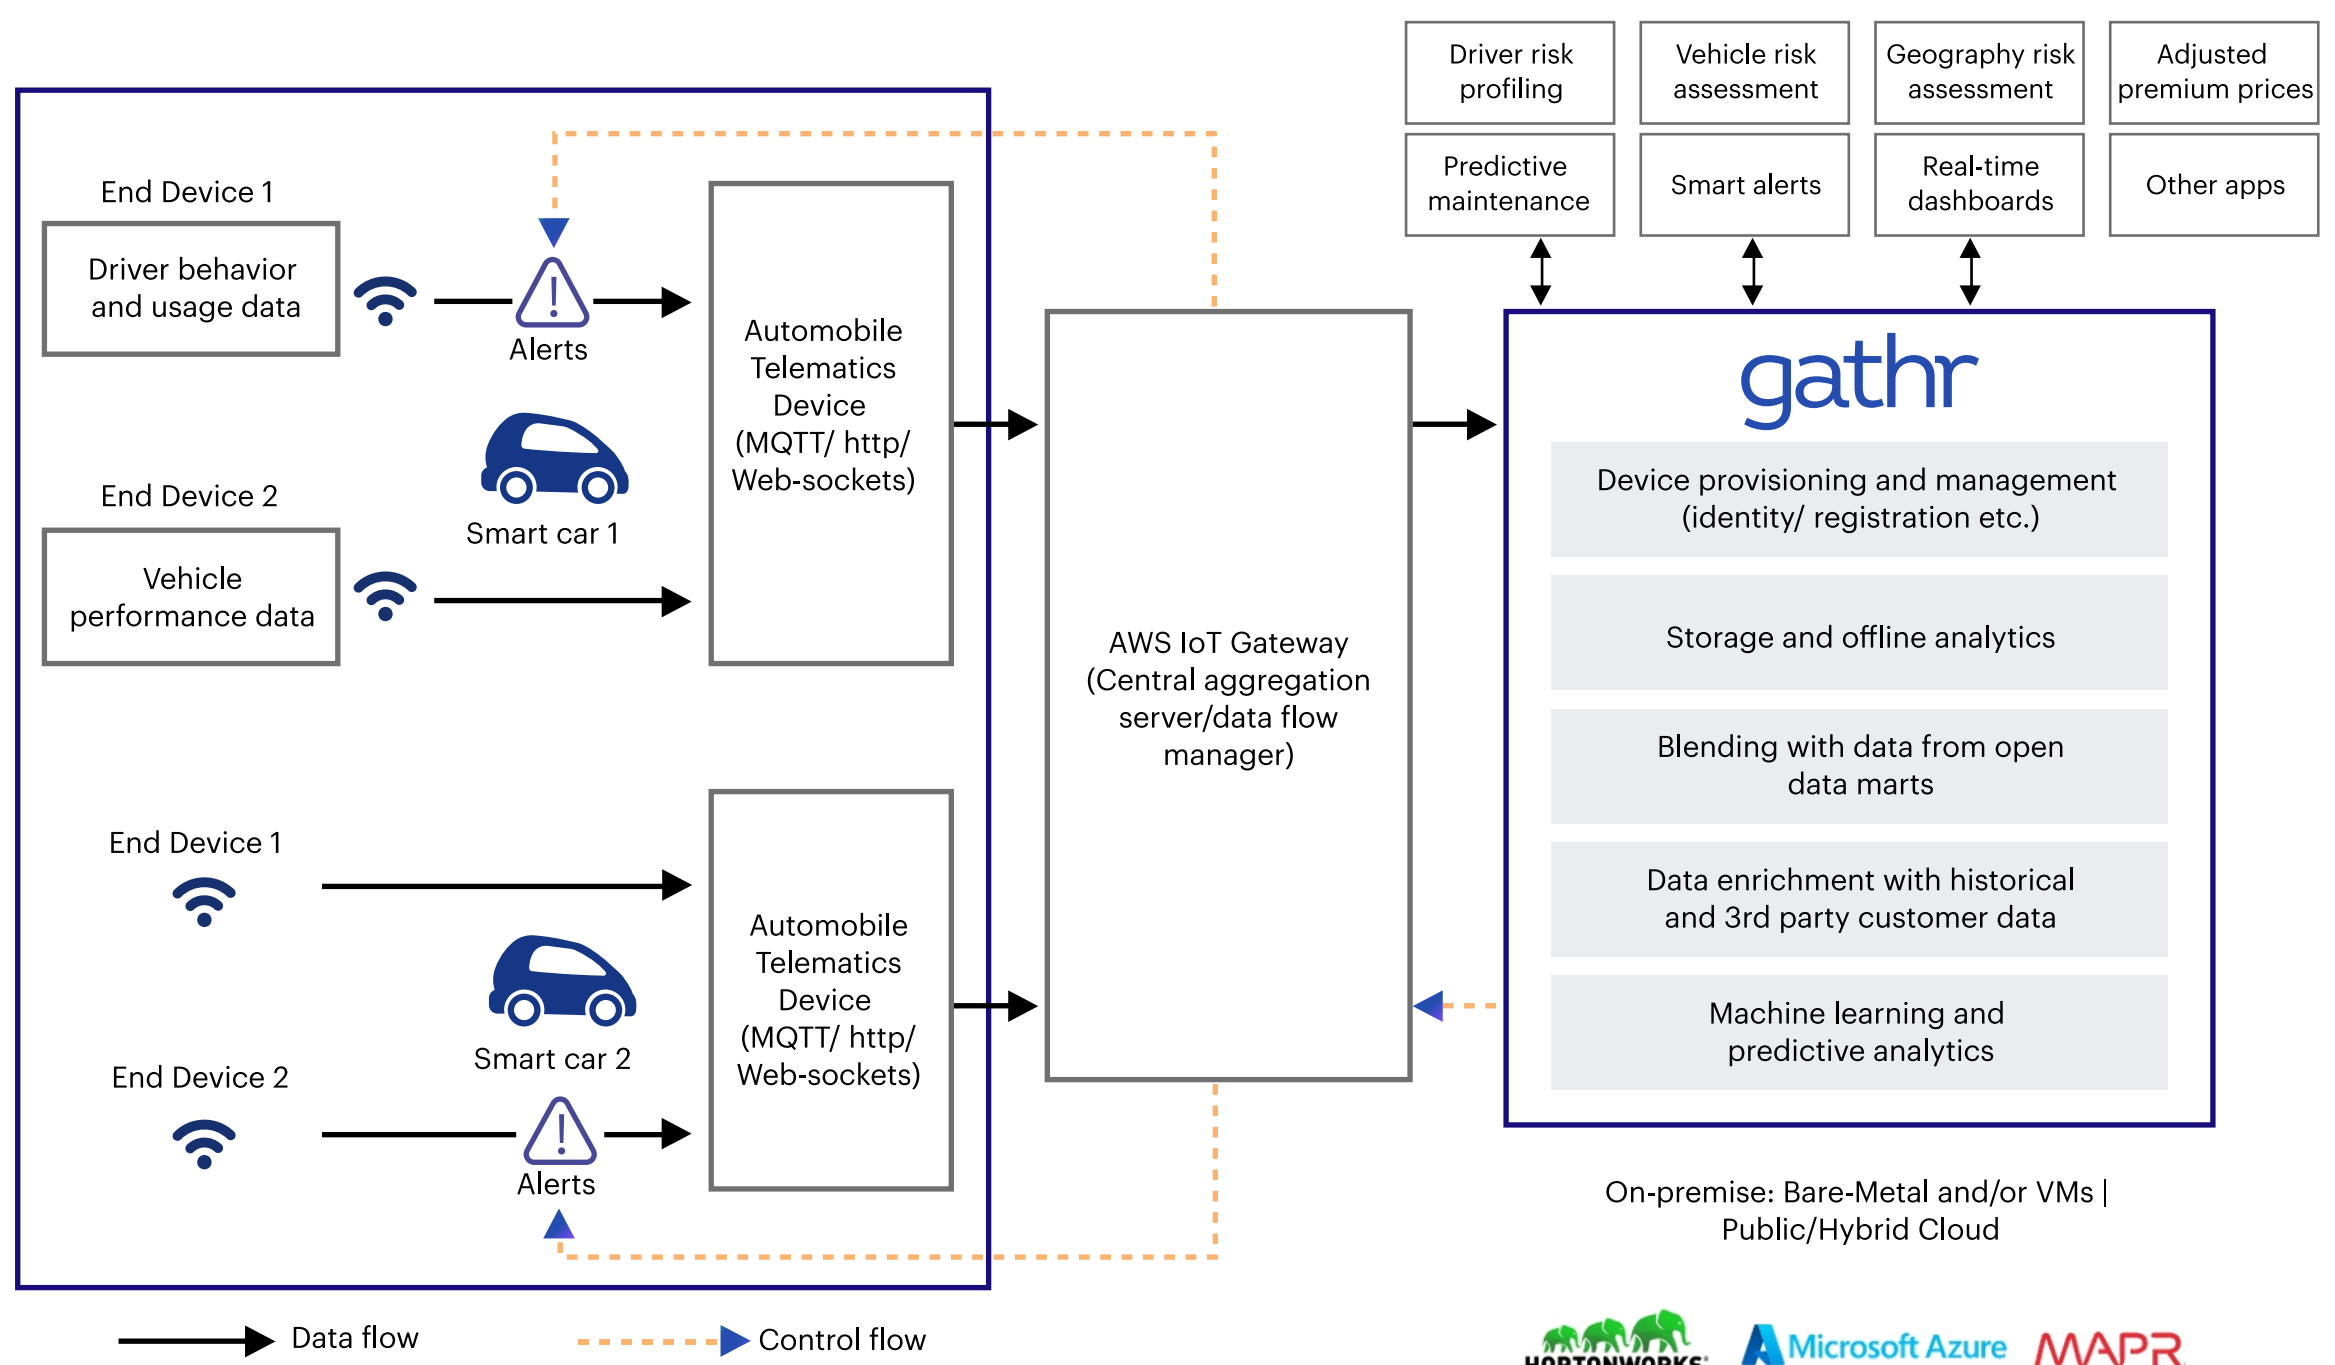 Driver risk
profiling
Vehicle risk
assessment
Geography risk
assessment
Adjusted
premium prices
Predictive
maintenance
Smart alerts
Real-time
dashboards
Other apps
End Device 1
Driver behavior
and usage data
Alerts
Smart car 1
End Device 2
Vehicle
performance data
Automobile
Telematics
Device
(MQTT/ http/
Web-sockets)
End Device 1
Smart car 2
End Device 2
Alerts
Automobile
Telematics
Device
(MQTT/ http/
Web-sockets)
AWS IoT Gateway
(Central aggregation
server/data flow
manager)
gathr
Device provisioning and management
(identity/ registration etc.)
Storage and offline analytics
Blending with data from open
data marts
Data enrichment with historical
and 3rd party customer data
Machine learning and
predictive analytics
On-premise: Bare-Metal and/or VMs |
Public/Hybrid Cloud
Data flow
Control flow
HORTONWORKS
Microsoft Azure
MAPR